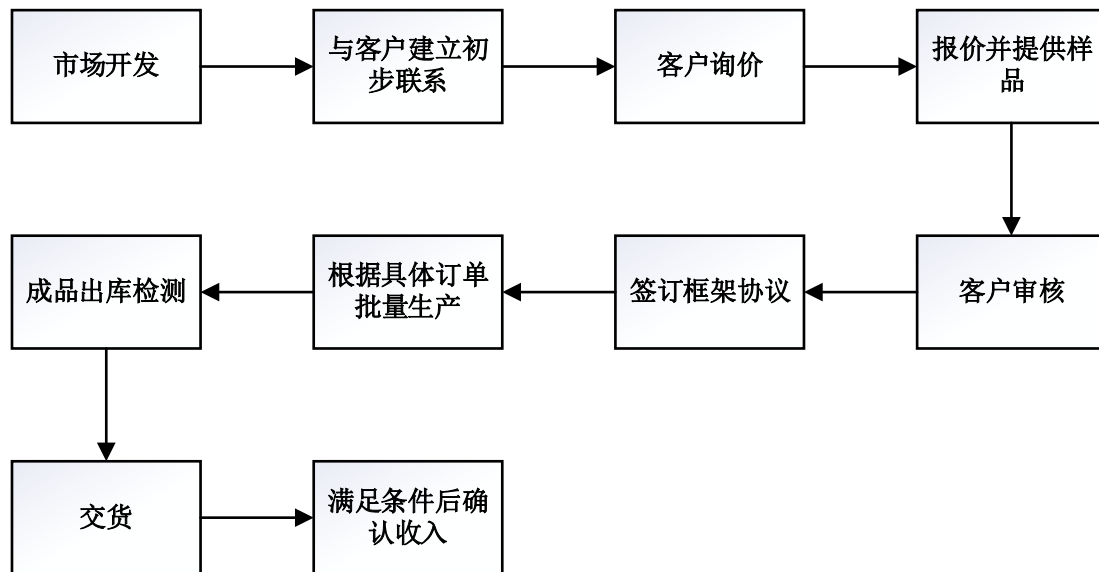 市场开发
与客户建立初
步联系
客户询价
报价并提供样
品
客户审核
签订框架协议
根据具体订单
批量生产
成品出库检测
交货
满足条件后确
认收入